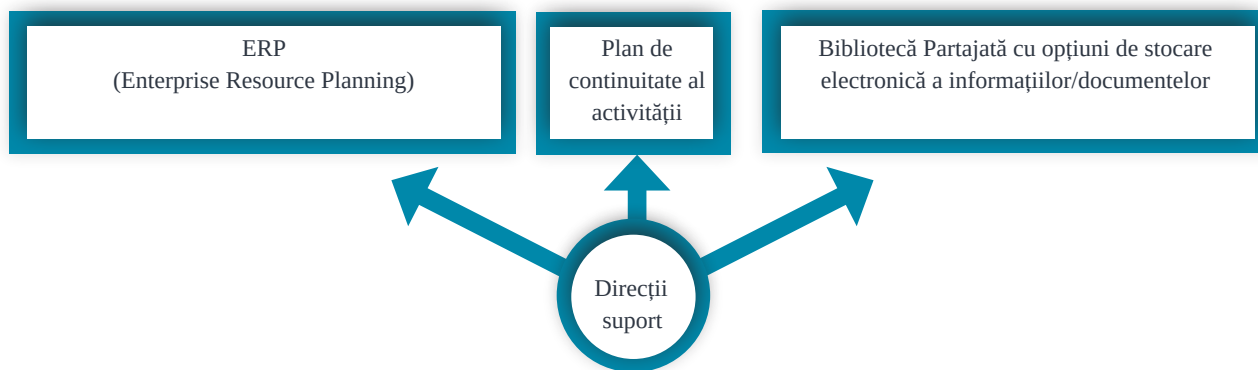 ERP
(Enterprise Resource Planning)
Plan de
continuitate al
activității
Bibliotecă Partajată cu opțiuni de stocare
electronică a informațiilor/documentelor
Direcții
suport